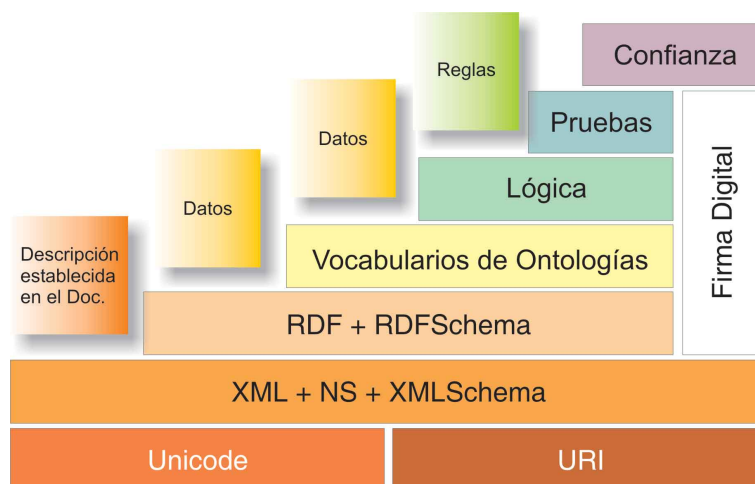 Confianza
Reglas
Pruebas
Datos
Lógica
Datos
Firma Digital
Descripción
establecida
en el Doc.
Vocabularios de Ontologías
RDF + RDFSchema
XML + NS + XMLSchema
Unicode
URI